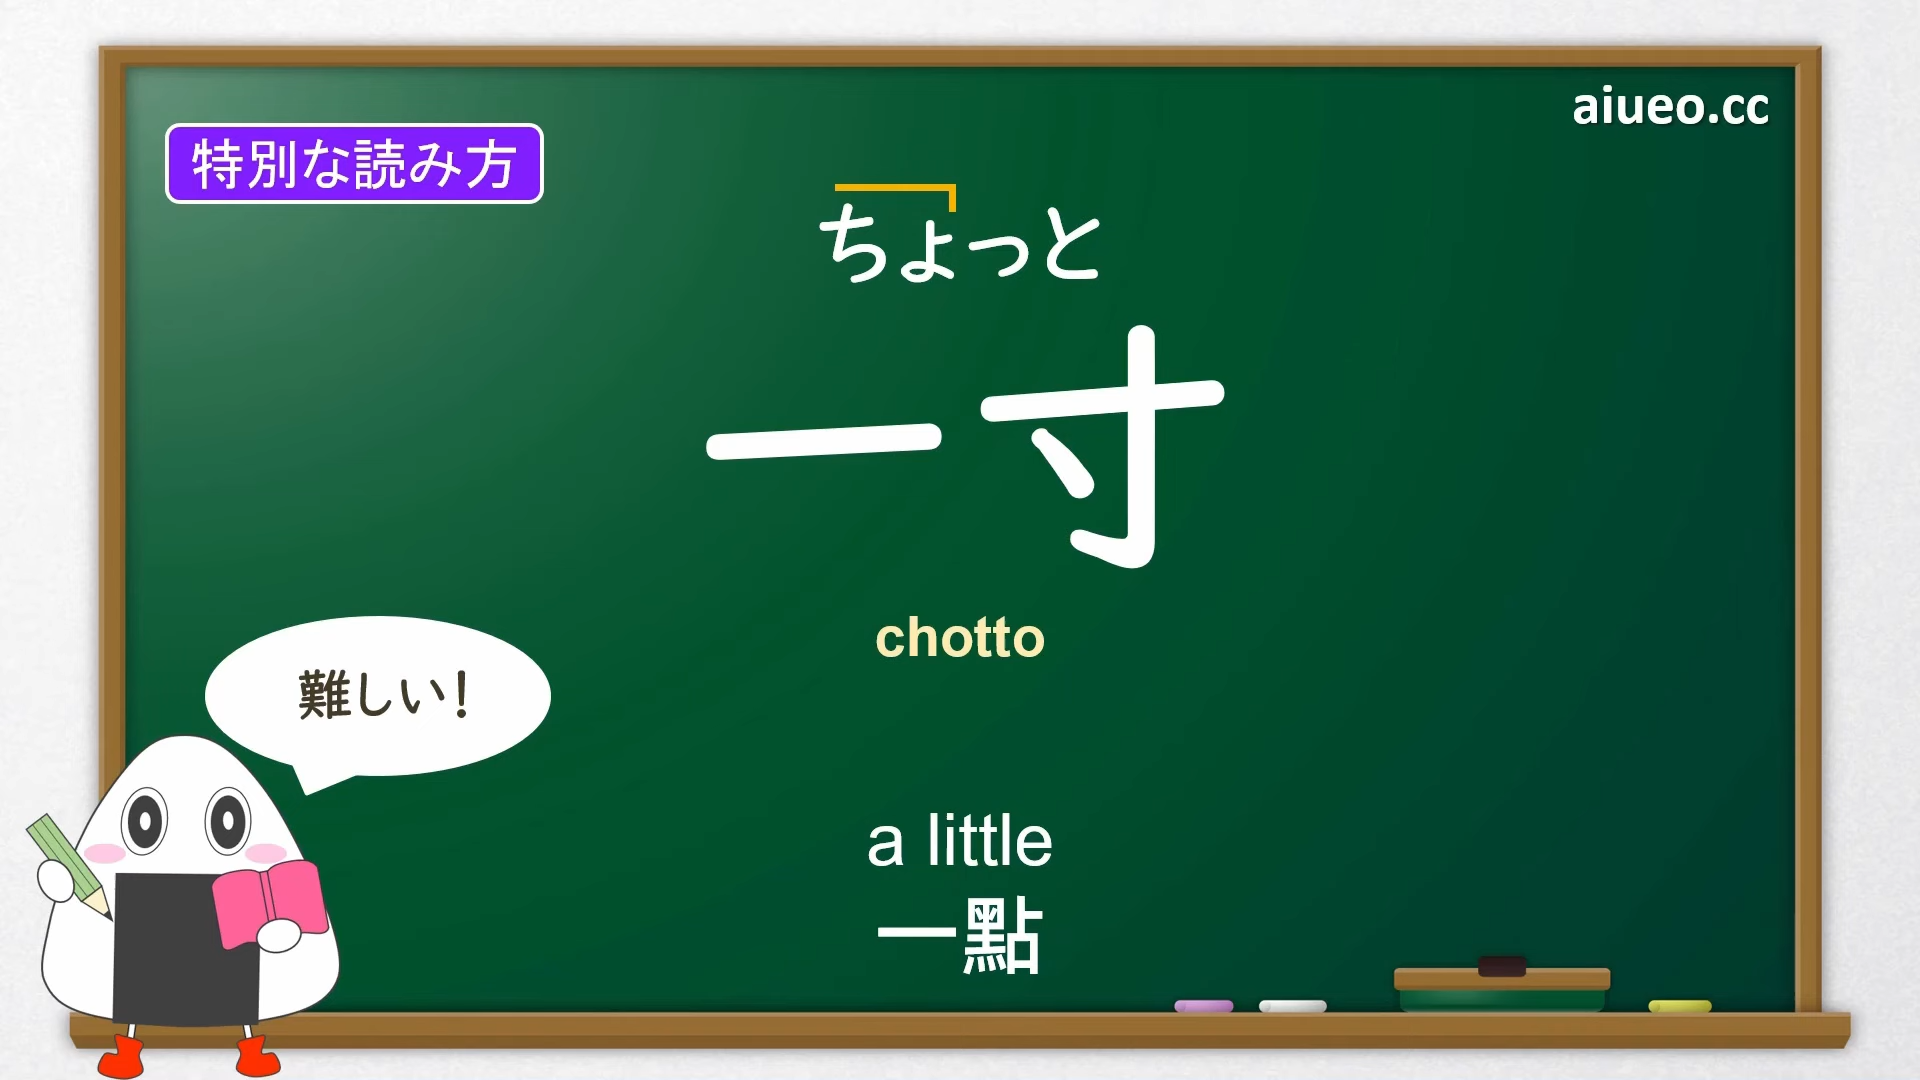 aiueo.cc
特別な読み方
ちょっと
一寸
chotto
難しい！
a little
一點